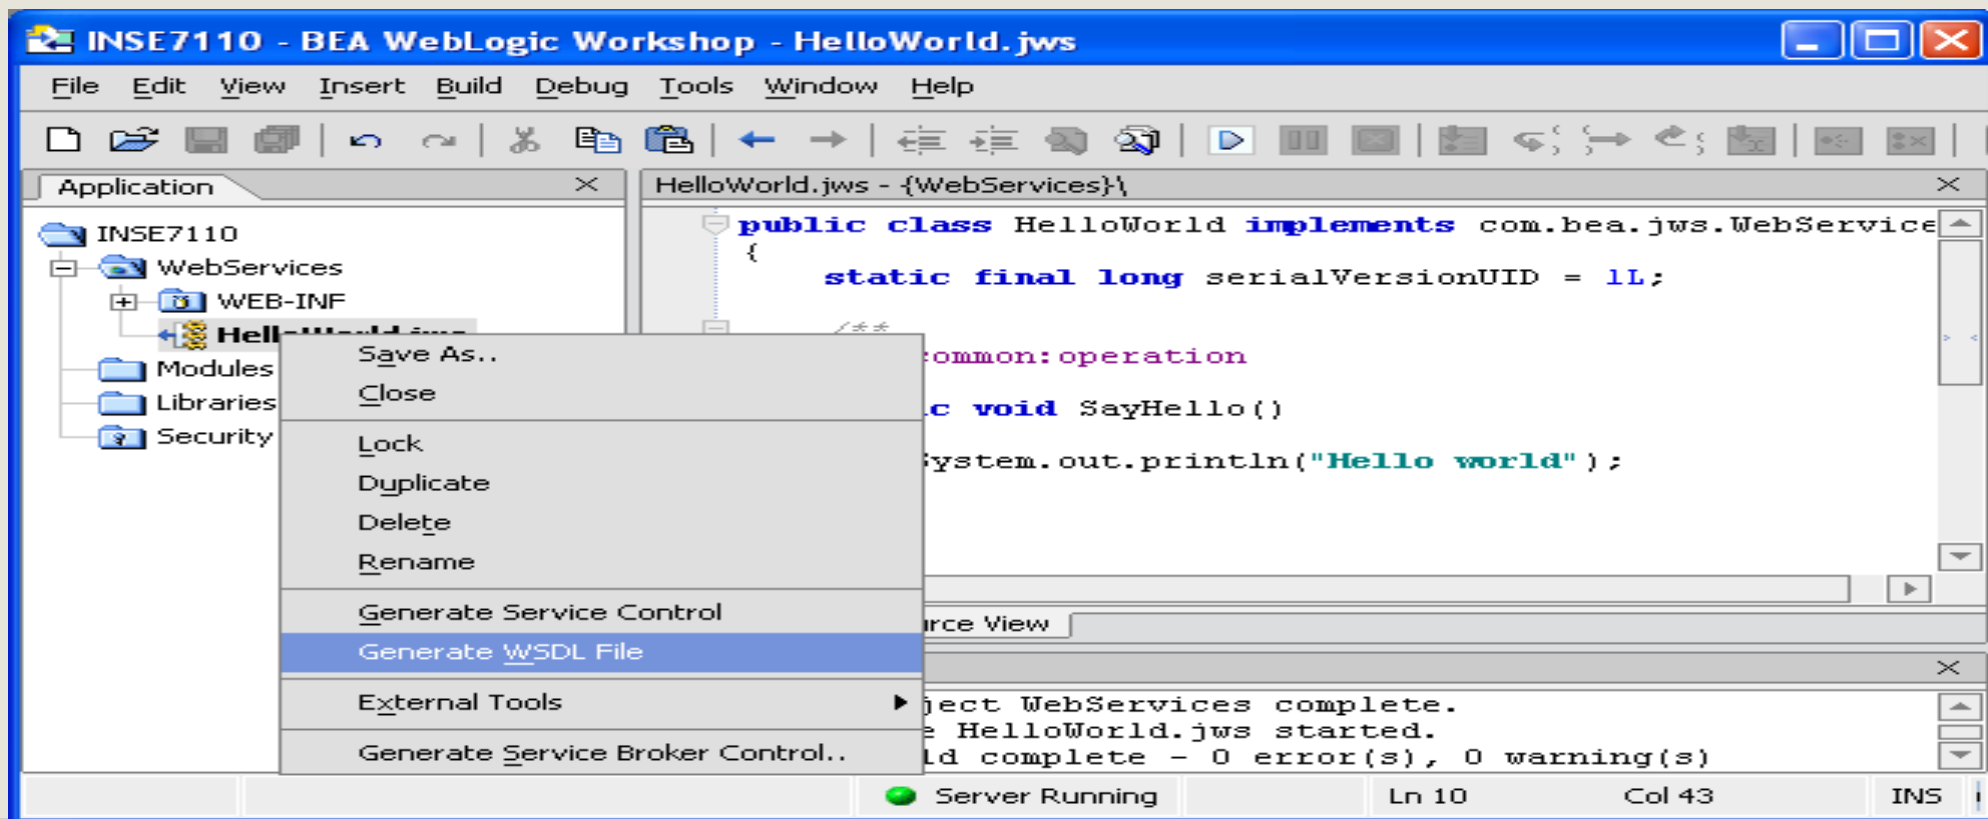 INSE7110 - BEA WebLogic Workshop - HelloWorld.jws
File Edit View Insert Build Debug Tools Window Help
Application
HelloWorld.jws - {WebServices}\
INSE7110
WebServices
WEB-INF
HelloWorld.jws
Modules
Libraries
Security
public class HelloWorld implements com.bea.jws.WebService
{
static final long serialVersionUID = 1L;
/**
common:operation
c void SayHello()
System.out.println("Hello world");
Save As..
Close
Lock
Duplicate
Delete
Rename
Generate Service Control
Generate WSDL File
External Tools
Generate Service Broker Control..
rce View
ject WebServices complete.
e HelloWorld.jws started.
ld complete - 0 error(s), 0 warning(s)
Server Running
Ln 10
Col 43
INS